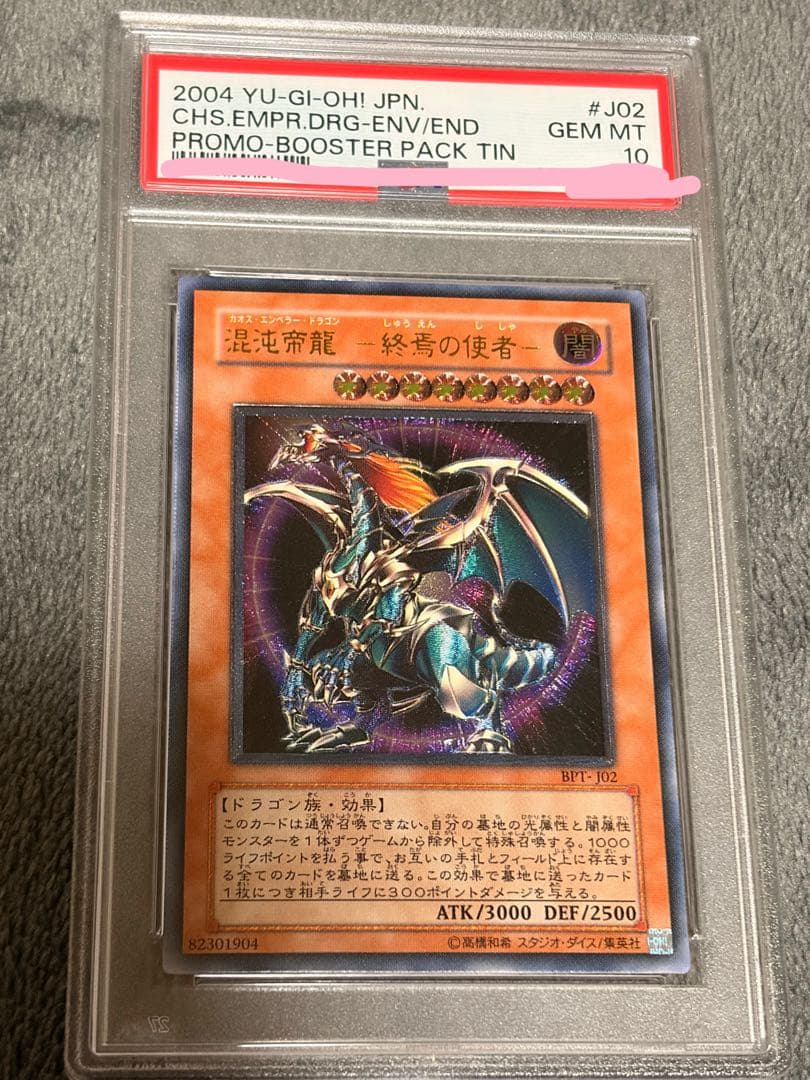 2004 YU-GI-OH! JPN. #J02
CHS.EMPR.DRG-ENV/END GEM MT
PROMO-BOOSTER PACK TIN 10
カオス・エンペラー・ドラゴン しゅうえん ししゃ やみ
混沌帝龍 −終焉の使者− 闇
BPT-J02
【ドラゴン族・効果】
このカードは通常召喚できない。自分の墓地の光属性と闇属性
モンスターを1体ずつゲームから除外して特殊召喚する。1000
ライフポイントを払う事で、お互いの手札とフィールド上に存在す
る全てのカードを墓地に送る。この効果で墓地に送ったカード
1枚につき相手ライフに300ポイントダメージを与える。
ATK/3000 DEF/2500
82301904 ©高橋和希 スタジオ・ダイス/集英社
27